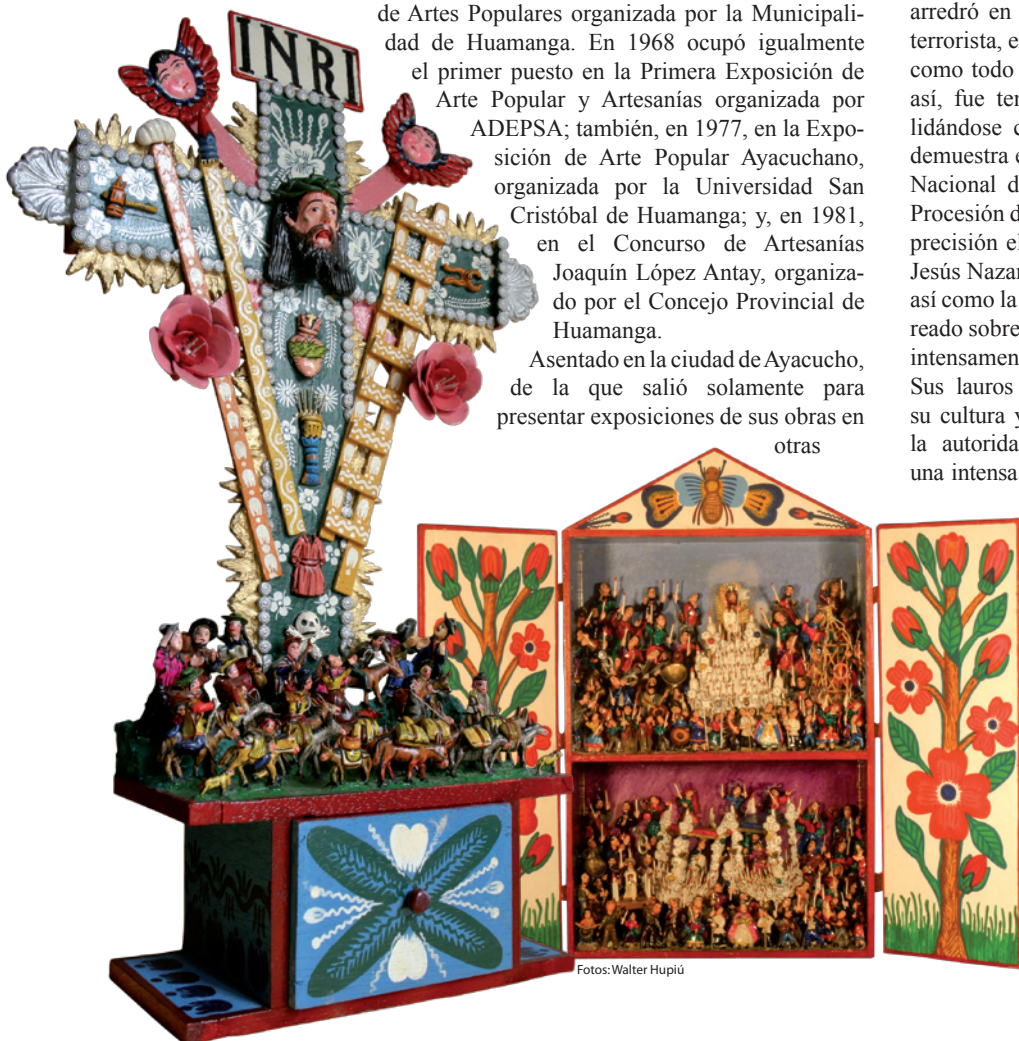 INRI
de Artes Populares organizada por la Municipali-
dad de Huamanga. En 1968 ocupó igualmente
el primer puesto en la Primera Exposición de
Arte Popular y Artesanías organizada por
ADEPSA; también, en 1977, en la Expo-
sición de Arte Popular Ayacuchano,
organizada por la Universidad San
Cristóbal de Huamanga; y, en 1981,
en el Concurso de Artesanías
Joaquín López Antay, organiza-
do por el Concejo Provincial de
Huamanga.
Asentado en la ciudad de Ayacucho,
de la que salió solamente para
presentar exposiciones de sus obras en
otras
arredró en
terrorista, e
como todo
así, fue ter
lidándose c
demuestra e
Nacional d
Procesión d
precisión el
Jesús Nazar
así como la
reado sobre
intensamen
Sus lauros
su cultura y
la autorida
una intensa
Fotos: Walter Hupiú